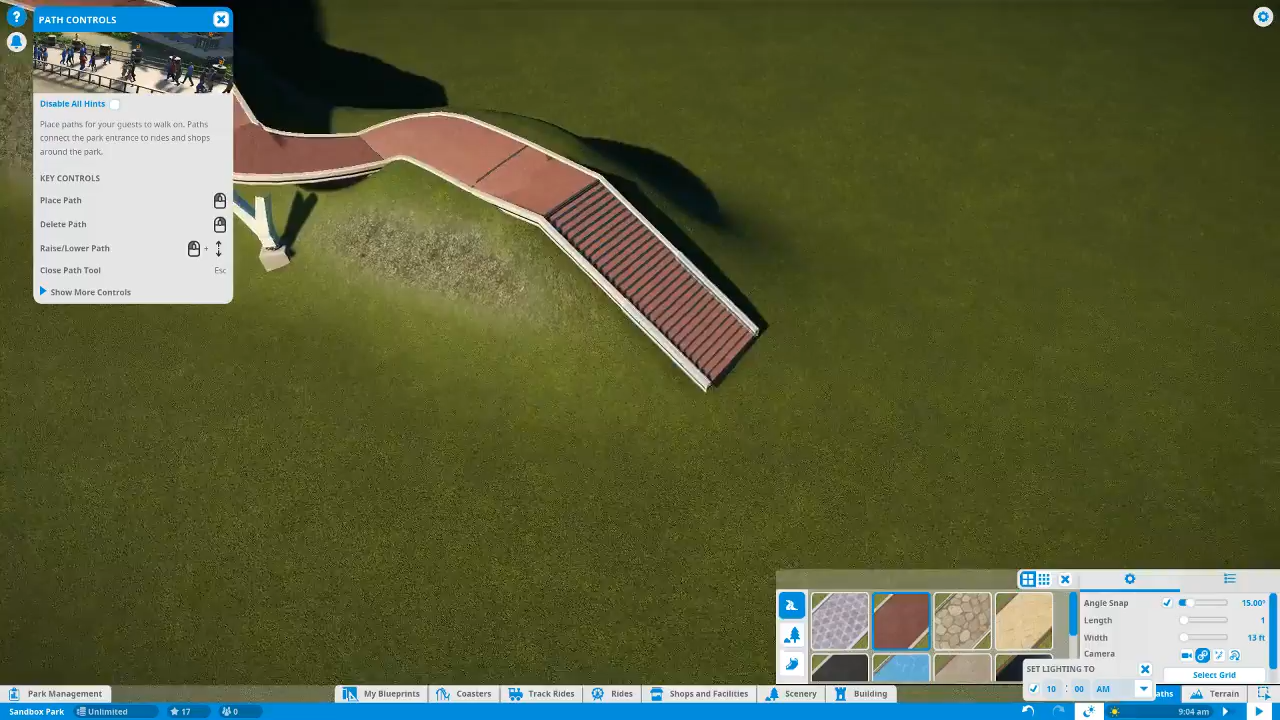 PATH CONTROLS
Disable All Hints
Place paths for your guests to walk on. Paths
connect the park entrance to rides and shops
around the park.
KEY CONTROLS
Place Path
Delete Path
Raise/Lower Path +
Close Path Tool Esc
Show More Controls
Angle Snap 15.00°
Length 1
Width 13 ft
Camera
SET LIGHTING TO
Select Grid
10 : 00 AM
Park Management
My Blueprints
Coasters
Track Rides
Rides
Shops and Facilities
Scenery
Building
Terrain
Sandbox Park
Unlimited
17
0
9:04 am